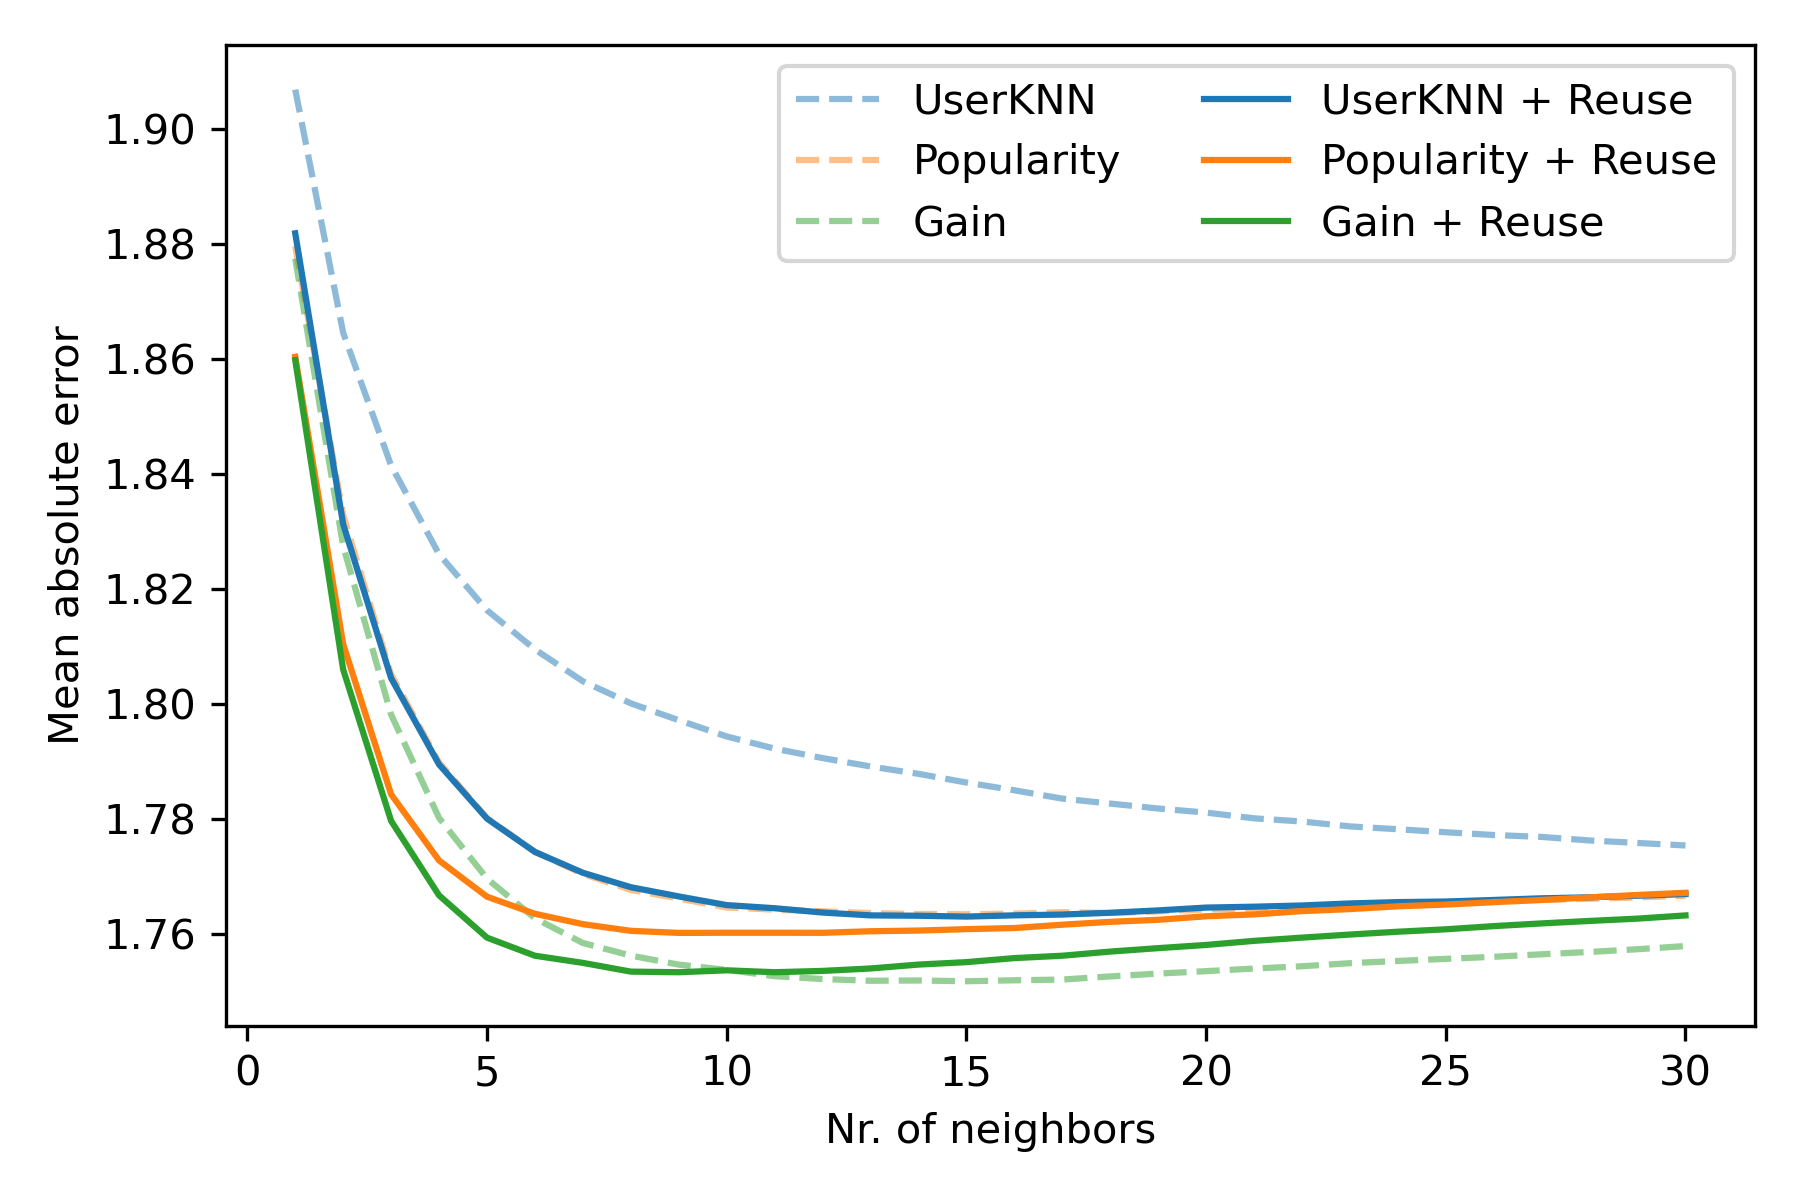 UserKNN
Popularity
Gain
UserKNN + Reuse
Popularity + Reuse
Gain + Reuse
Mean absolute error
1.90
1.88
1.86
1.84
1.82
1.80
1.78
1.76
0 5 10 15 20 25 30
Nr. of neighbors